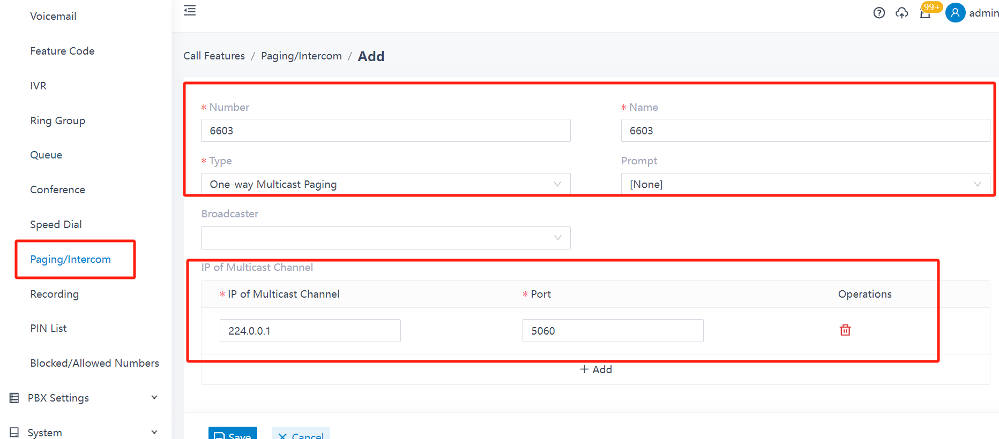 Voicemail
Feature Code
IVR
Ring Group
Queue
Conference
Speed Dial
Paging/Intercom
Recording
PIN List
Blocked/Allowed Numbers
PBX Settings
System
99+
admin
Call Features / Paging/Intercom / Add
* Number
6603
* Name
6603
* Type
One-way Multicast Paging
Prompt
[None]
Broadcaster
IP of Multicast Channel
* IP of Multicast Channel
* Port
Operations
224.0.0.1
5060
+ Add
Save
Cancel